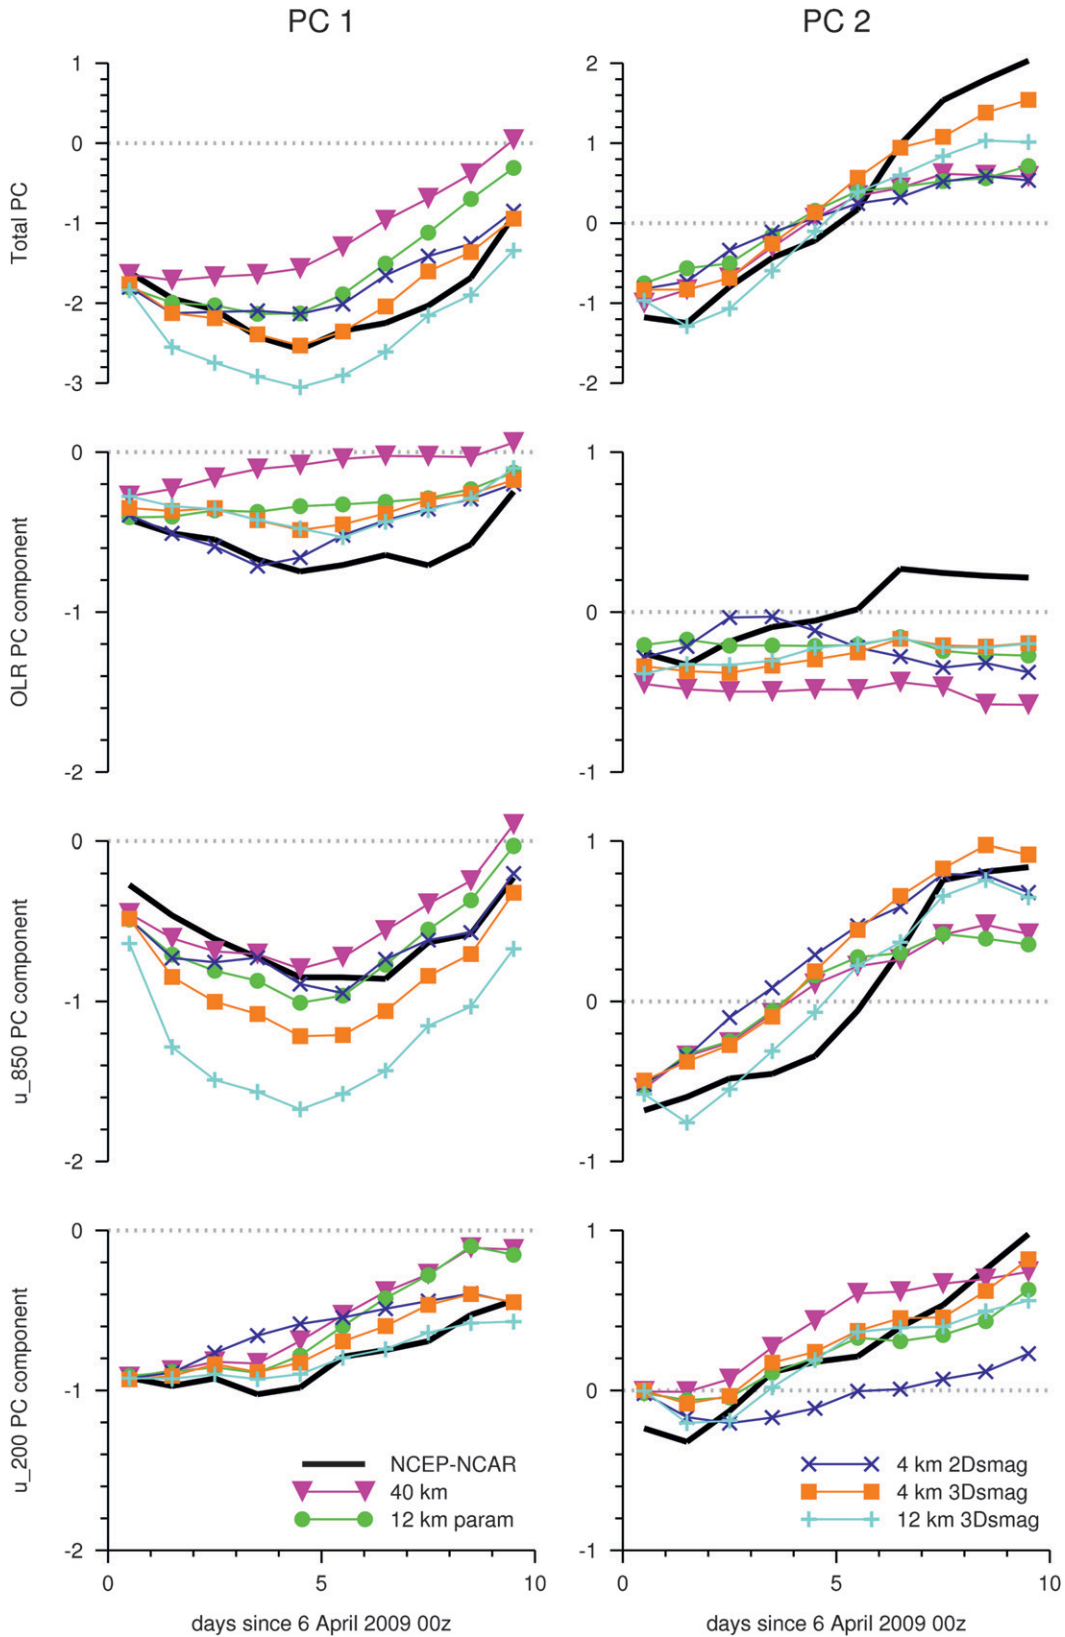 PC 1
PC 2
Total PC
1
0
-1
-2
-3
2
1
0
-1
-2
OLR PC component
0
-1
-2
1
0
-1
u_850 PC component
0
-1
-2
1
0
-1
u_200 PC component
0
-1
-2
1
0
-1
NCEP-NCAR
40 km
12 km param
4 km 2Dsmag
4 km 3Dsmag
12 km 3Dsmag
0
5
10
0
5
10
days since 6 April 2009 00z
days since 6 April 2009 00z